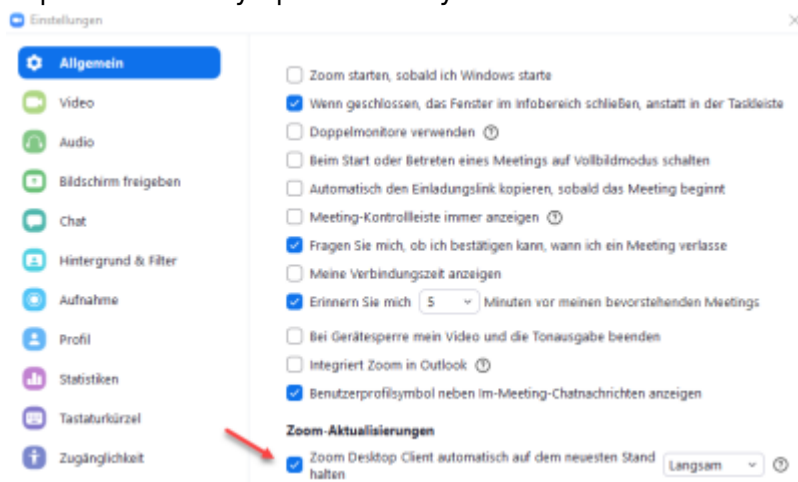 Einstellungen
Allgemein
Video
Audio
Bildschirm freigeben
Chat
Hintergrund & Filter
Aufnahme
Profil
Statistiken
Tastaturkürzel
Zugänglichkeit
Zoom starten, sobald ich Windows starte
Wenn geschlossen, das Fenster im Infobereich schließen, anstatt in der Taskleiste
Doppelmonitore verwenden
Beim Start oder Betreten eines Meetings auf Vollbildmodus schalten
Automatisch den Einladungslink kopieren, sobald das Meeting beginnt
Meeting-Kontrollleiste immer anzeigen
Fragen Sie mich, ob ich bestätigen kann, wann ich ein Meeting verlasse
Meine Verbindungszeit anzeigen
Erinnern Sie mich 5 Minuten vor meinen bevorstehenden Meetings
Bei Gerätesperre mein Video und die Tonausgabe beenden
Integriert Zoom in Outlook
Benutzerprofilsymbol neben Im-Meeting-Chatnachrichten anzeigen
Zoom-Aktualisierungen
Zoom Desktop Client automatisch auf dem neuesten Stand Langsam
halten